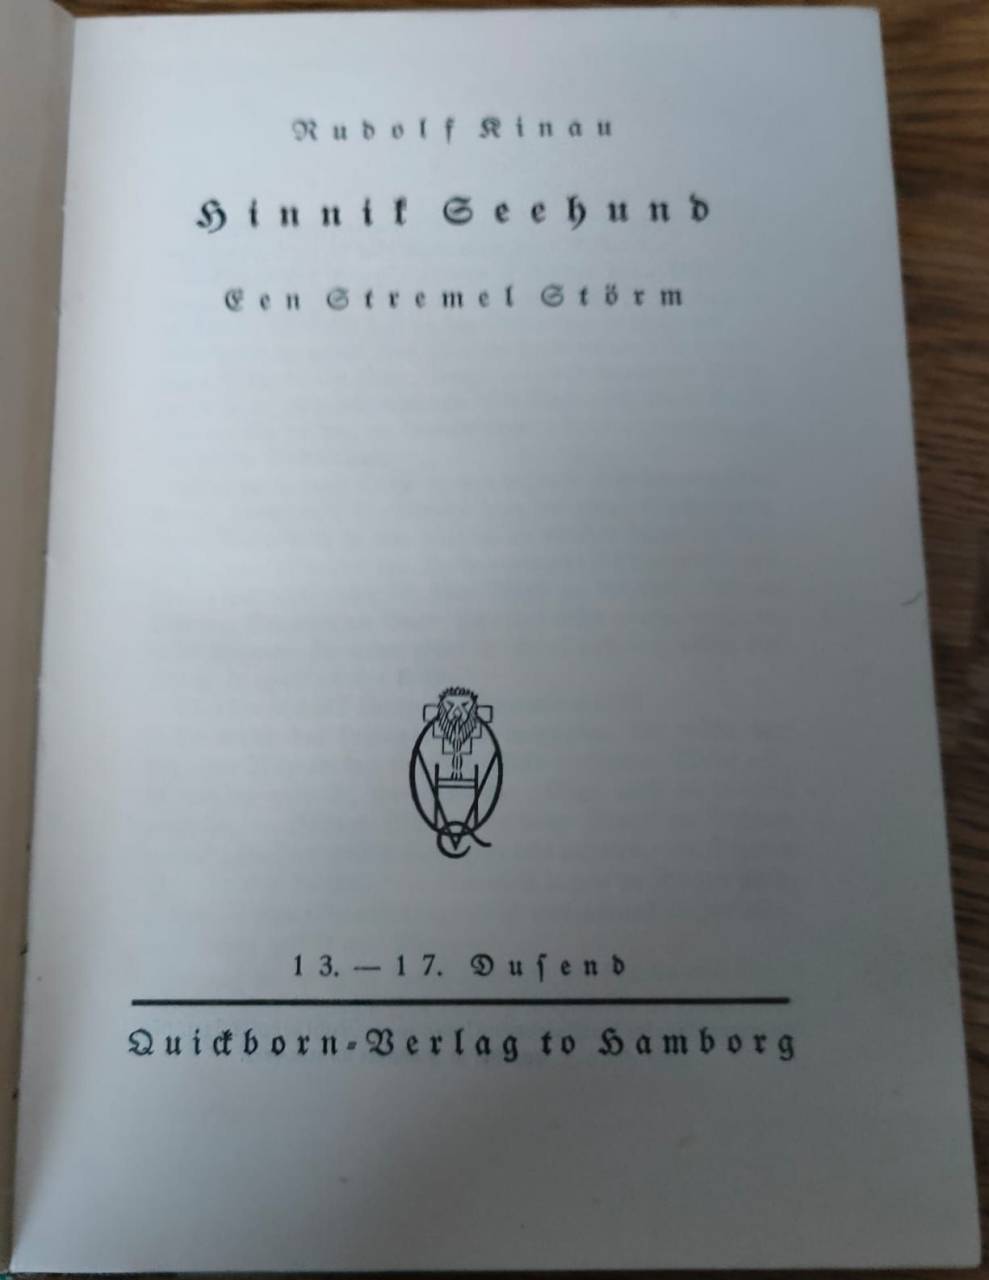 Rudolf Kinau
Hinnik Seehund
Een Stremel Störm
13. — 17. Dusend
Quickborn-Verlag to Hamborg